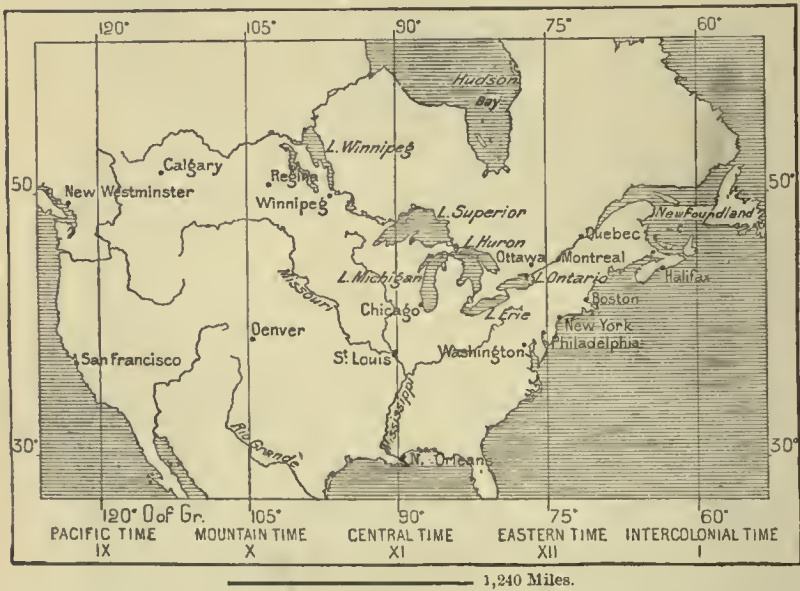 120° 105° 90° 75° 60°
Hudson
Bay
L. Winnipeg
Calgary
Regina
50° 50°
New Westminster
Winnipeg
L. Superior
NewFoundland
Quebec
L. Huron
Ottawa Montreal
L. Michigan
L. Ontario
Halifax
Missouri
Boston
Chicago
L. Erie
New York
Denver
Philadelphia
San Francisco
St. Louis
Washington
Mississippi
Rio Grande
30° 30°
N. Orleans
120° O of Gr. 105° 90° 75° 60°
PACIFIC TIME MOUNTAIN TIME CENTRAL TIME EASTERN TIME INTERCOLONIAL TIME
IX X XI XII I
1,240 Miles.